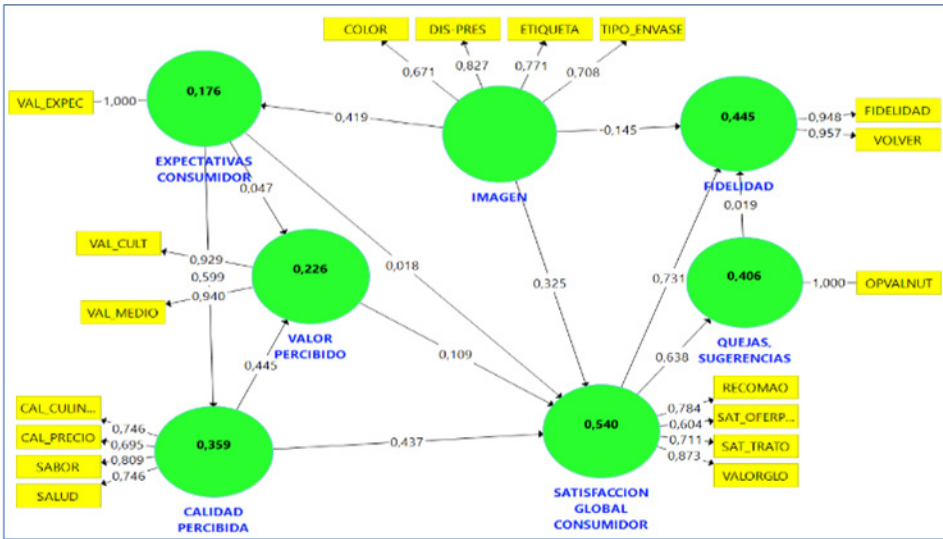 COLOR
DIS-PRES
ETIQUETA
TIPO_ENVASE
0,671
0,827
0,771
0,708
VAL_EXPEC
1,000
0,176
EXPECTATIVAS
CONSUMIDOR
0,419
IMAGEN
-0,145
0,445
FIDELIDAD
0,948
0,957
FIDELIDAD
VOLVER
0,047
0,018
0,325
0,731
0,019
VAL_CULT
VAL_MEDIO
0,929
0,599
0,940
0,226
VALOR
PERCIBIDO
0,109
0,445
0,406
QUEJAS.
SUGERENCIAS
1,000
OPVALNUT
0,638
CAL_CULIN...
CAL_PRECIO
SABOR
SALUD
0,746
0,695
0,809
0,746
0,359
CALIDAD
PERCIBIDA
0,437
0,540
SATISFACCION
GLOBAL
CONSUMIDOR
0,784
0,604
0,711
0,873
RECOMAO
SAT_OFERP...
SAT_TRATO
VALORGLO